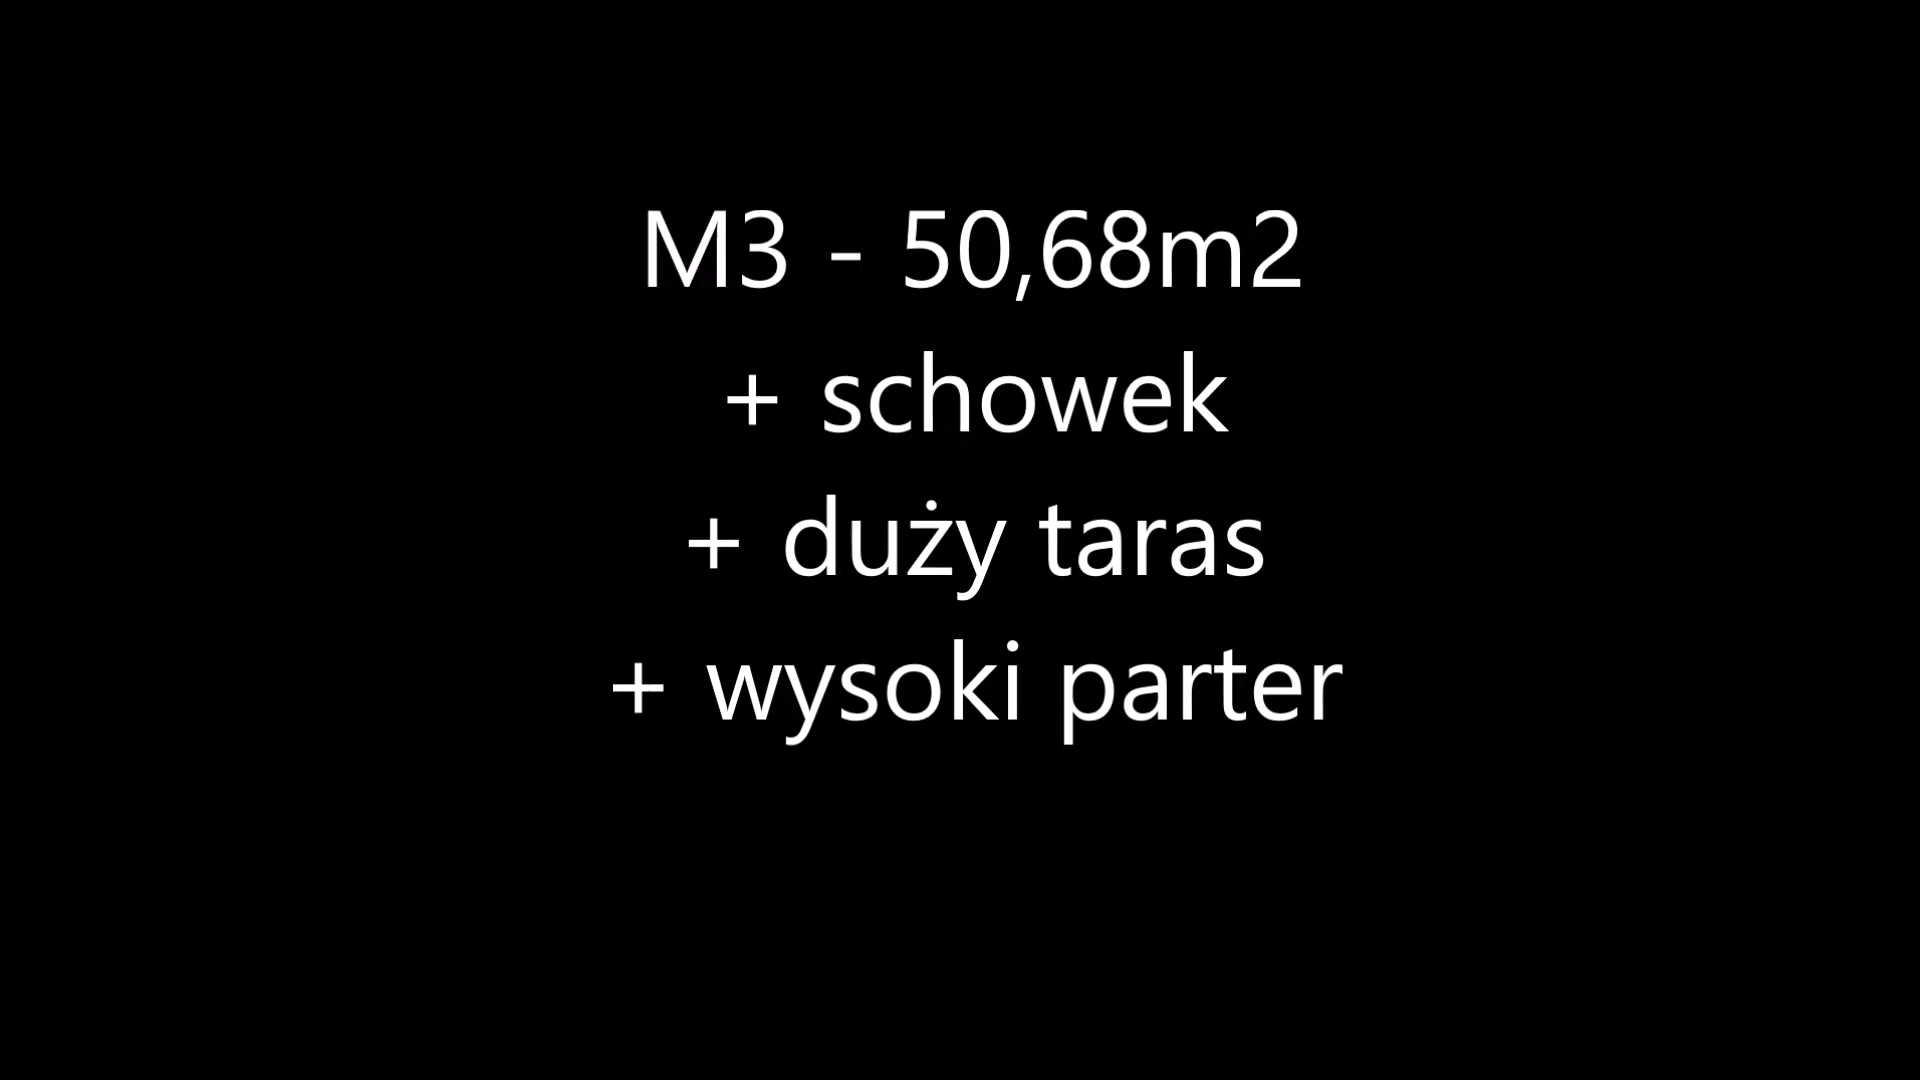 M3 - 50,68m2
+ schowek
+ duży taras
+ wysoki parter